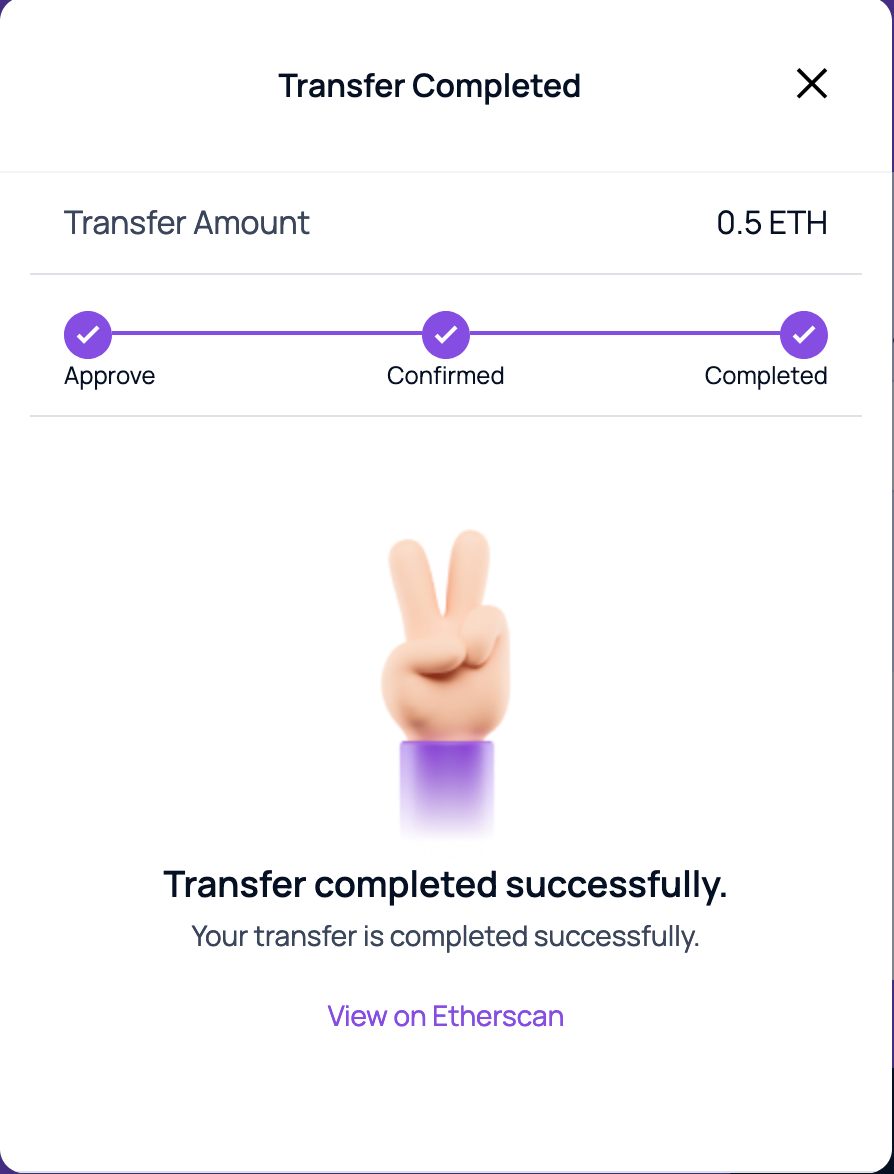 Transfer Completed
Transfer Amount 0.5 ETH
Approve Confirmed Completed
Transfer completed successfully.
Your transfer is completed successfully.
View on Etherscan